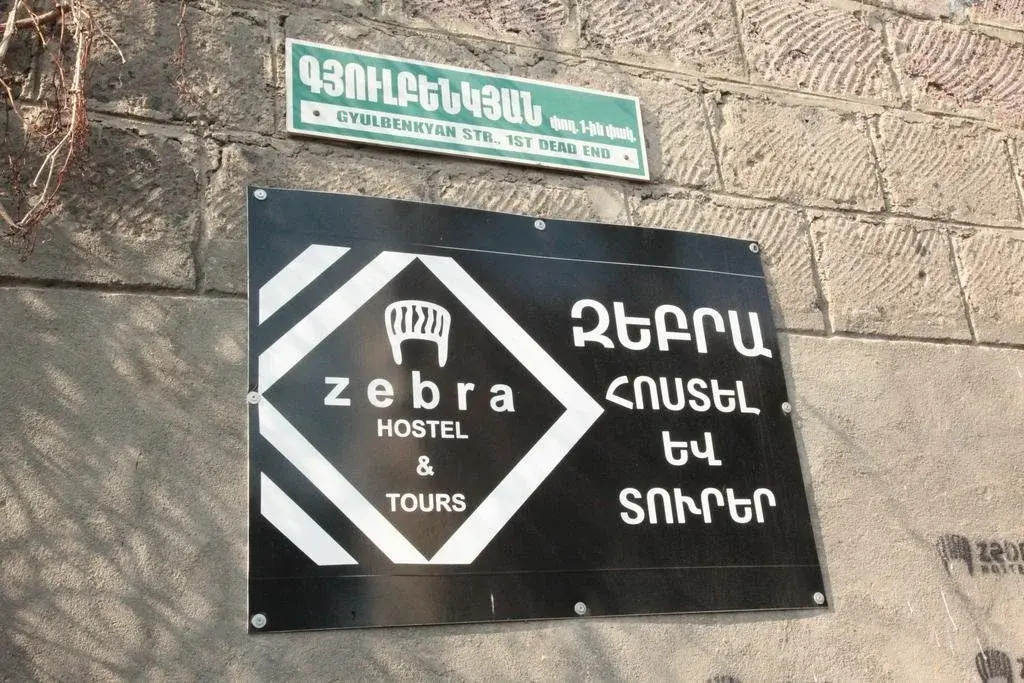 ԳՅՈՒԼԲԵՆԿՅԱՆ փող. 1-ին փակ.
GYULBENKYAN STR., 1ST DEAD END
zebra
HOSTEL
&
TOURS
ԶԵԲՐԱ
ՀՈՍՏԵԼ
ԵՎ
ՏՈՒՐԵՐ